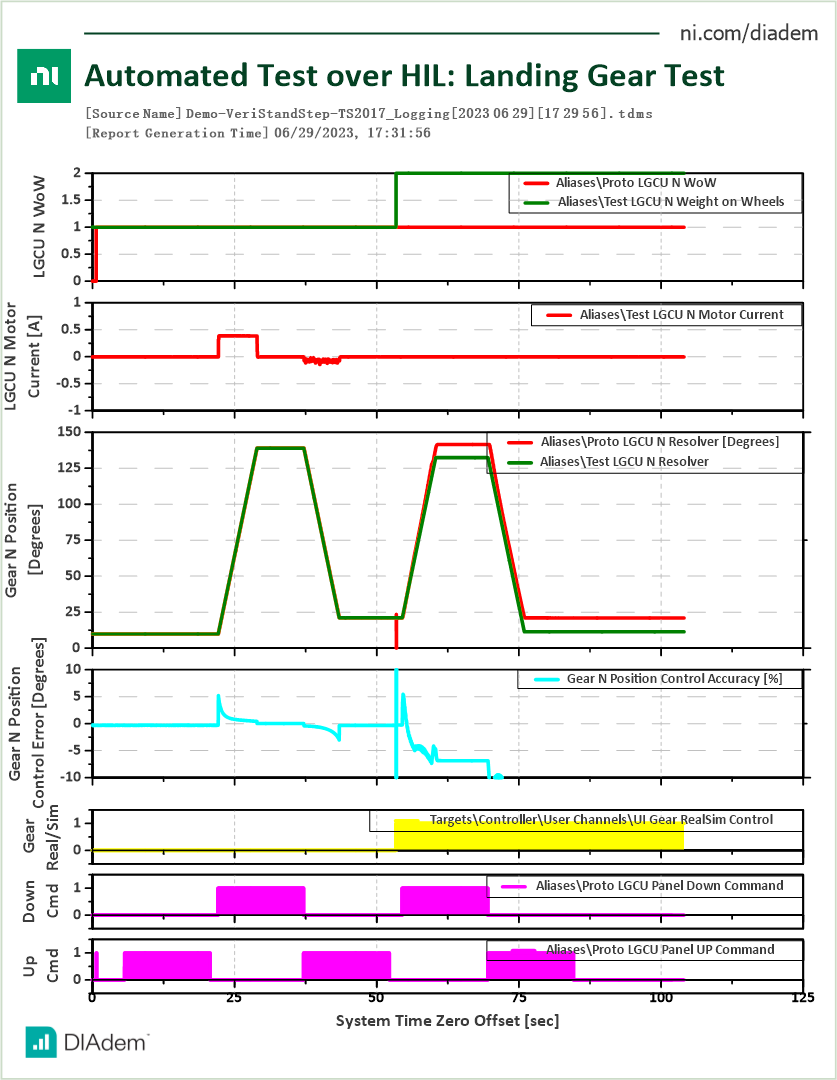 ni.com/diadem
ni
Automated Test over HIL: Landing Gear Test
[Source Name] Demo-VeriStandStep-TS2017_Logging[2023 06 29][17 29 56].tdms
[Report Generation Time] 06/29/2023, 17:31:56
LGCU N WoW
2
1.5
1
0.5
0
Aliases\Proto LGCU N WoW
Aliases\Test LGCU N Weight on Wheels
LGCU N Motor
Current [A]
1
0.5
0
-0.5
-1
Aliases\Test LGCU N Motor Current
Gear N Position
[Degrees]
150
125
100
75
50
25
0
Aliases\Proto LGCU N Resolver [Degrees]
Aliases\Test LGCU N Resolver
Gear N Position
Control Error [Degrees]
10
5
0
-5
-10
Gear N Position Control Accuracy [%]
Gear
Real/Sim
1
0
Targets\Controller\User Channels\UI Gear RealSim Control
Down
Cmd
1
0
Aliases\Proto LGCU Panel Down Command
Up
Cmd
1
0
Aliases\Proto LGCU Panel UP Command
0 25 50 75 100 125
System Time Zero Offset [sec]
DIAdem™